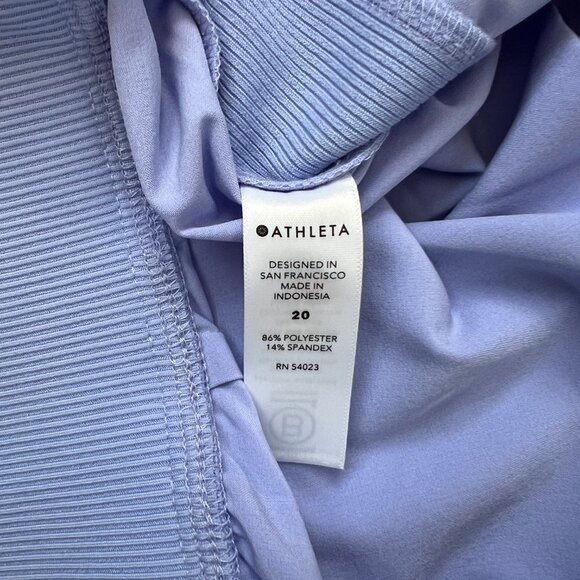 ATHLETA
DESIGNED IN
SAN FRANCISCO
MADE IN
INDONESIA
20
86% POLYESTER
14% SPANDEX
RN 54023
B